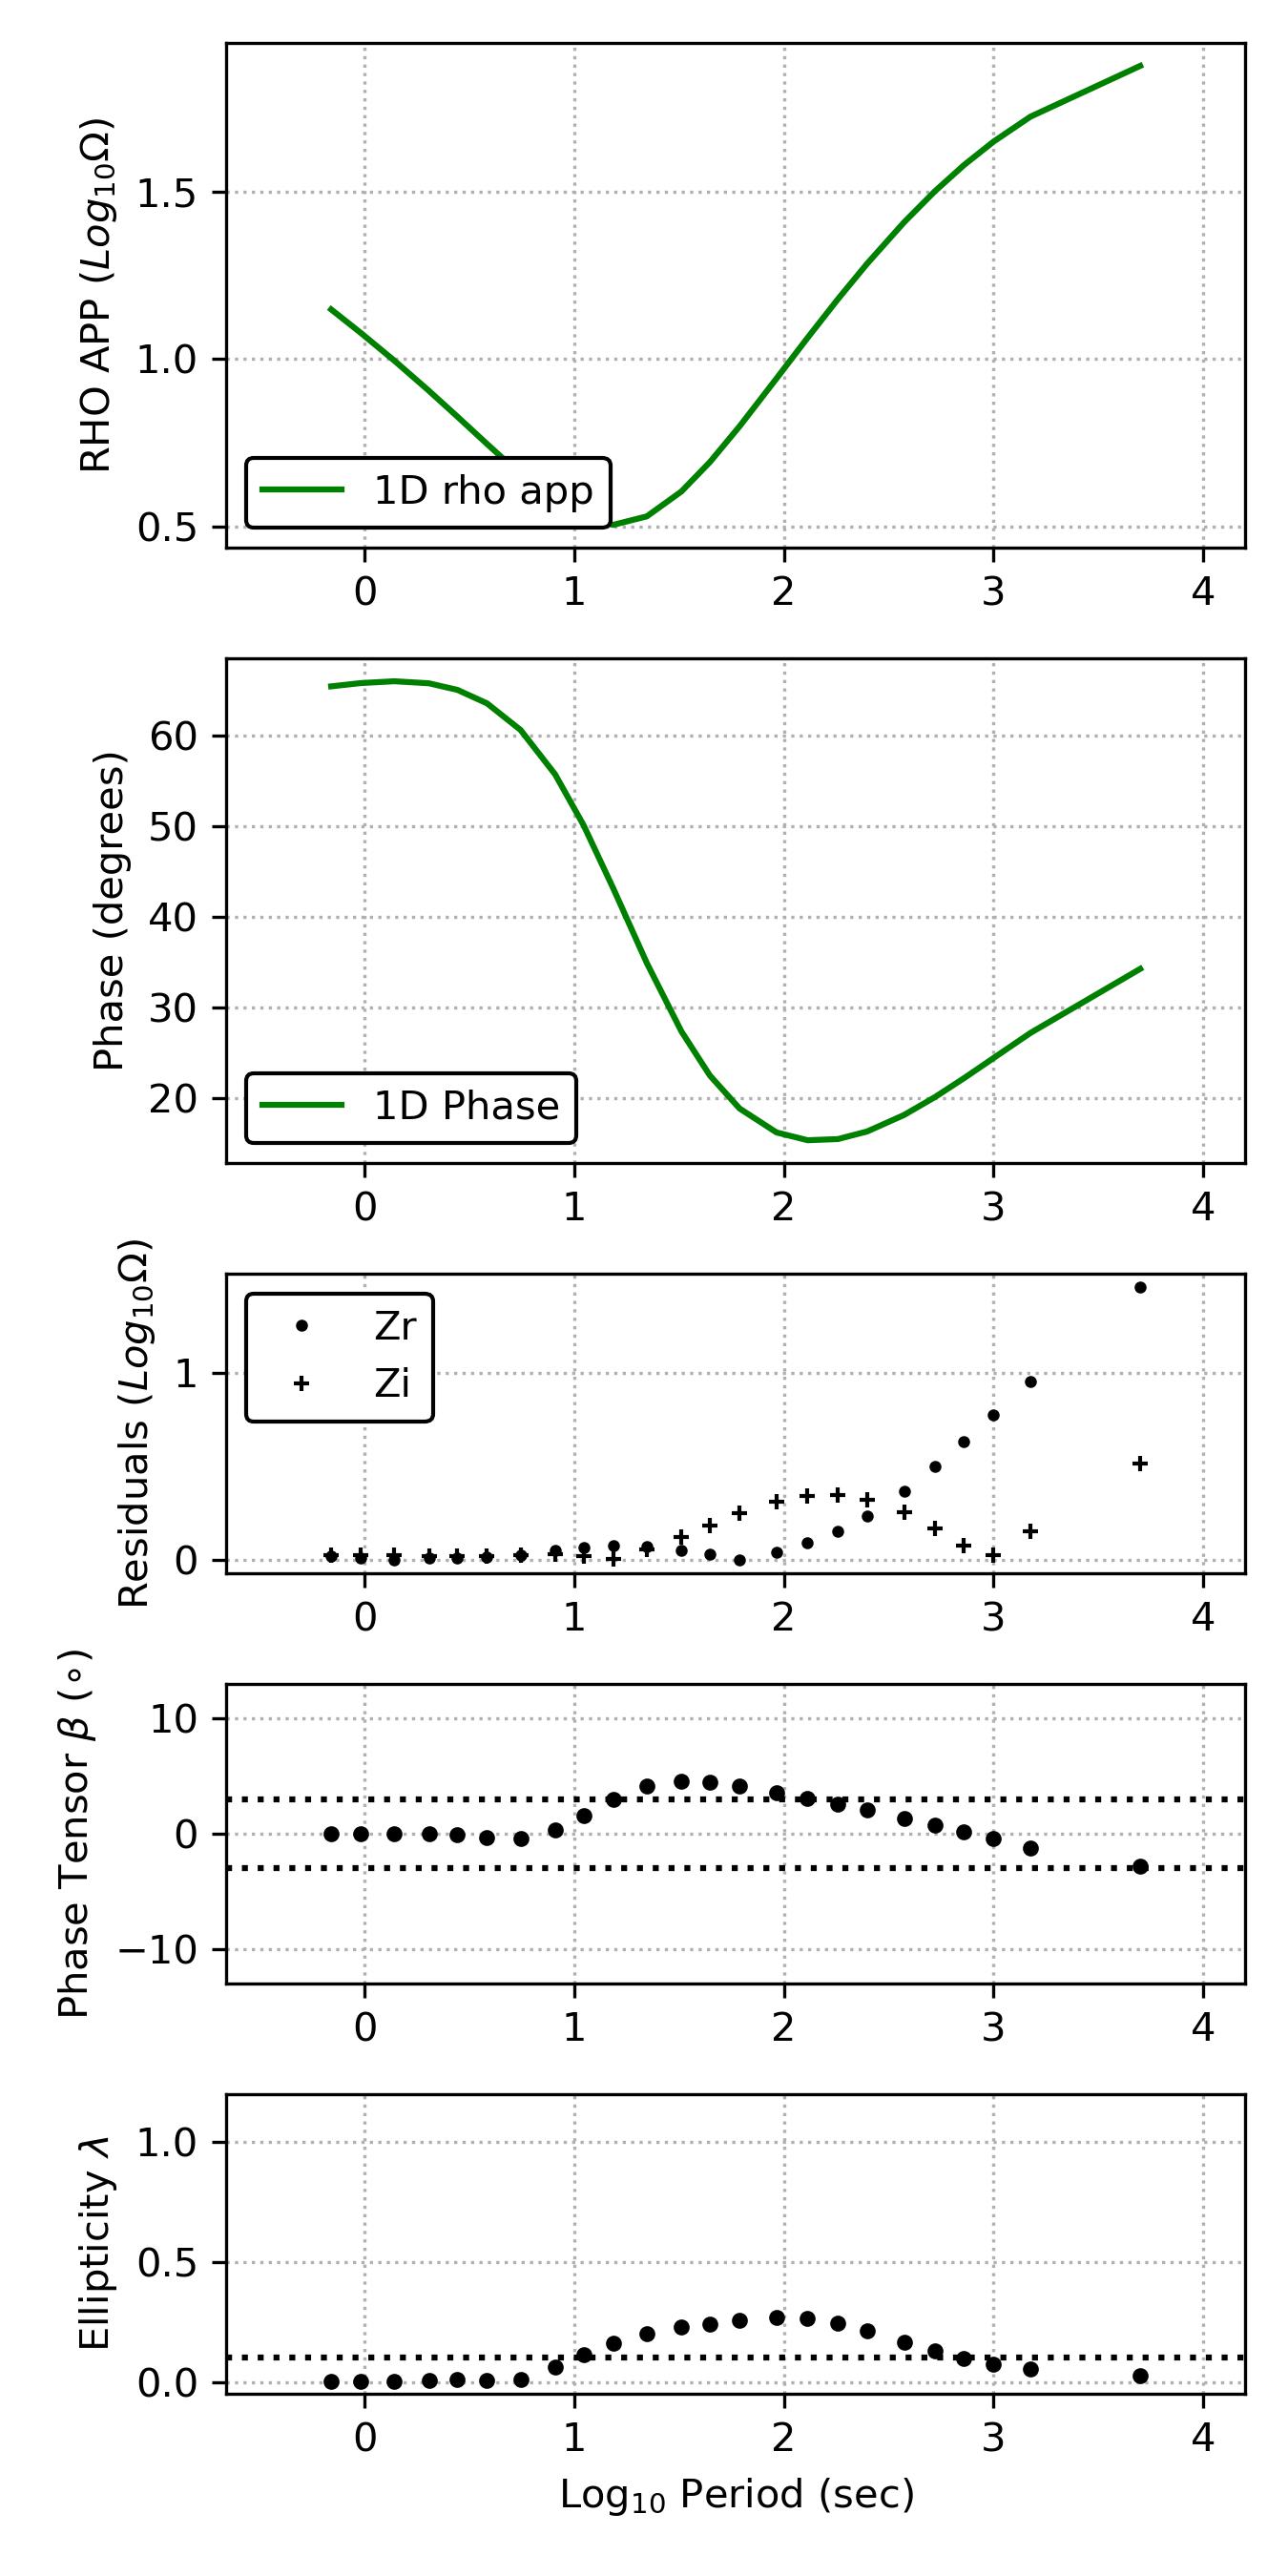 RHO APP (Log₁₀Ω)
1.5
1.0
0.5
1D rho app
0 1 2 3 4
Phase (degrees)
60
50
40
30
20
1D Phase
0 1 2 3 4
Residuals (Log₁₀Ω)
1
0
Zr
Zi
0 1 2 3 4
Phase Tensor β (∘)
10
0
−10
0 1 2 3 4
Ellipticity λ
1.0
0.5
0.0
0 1 2 3 4
Log₁₀ Period (sec)